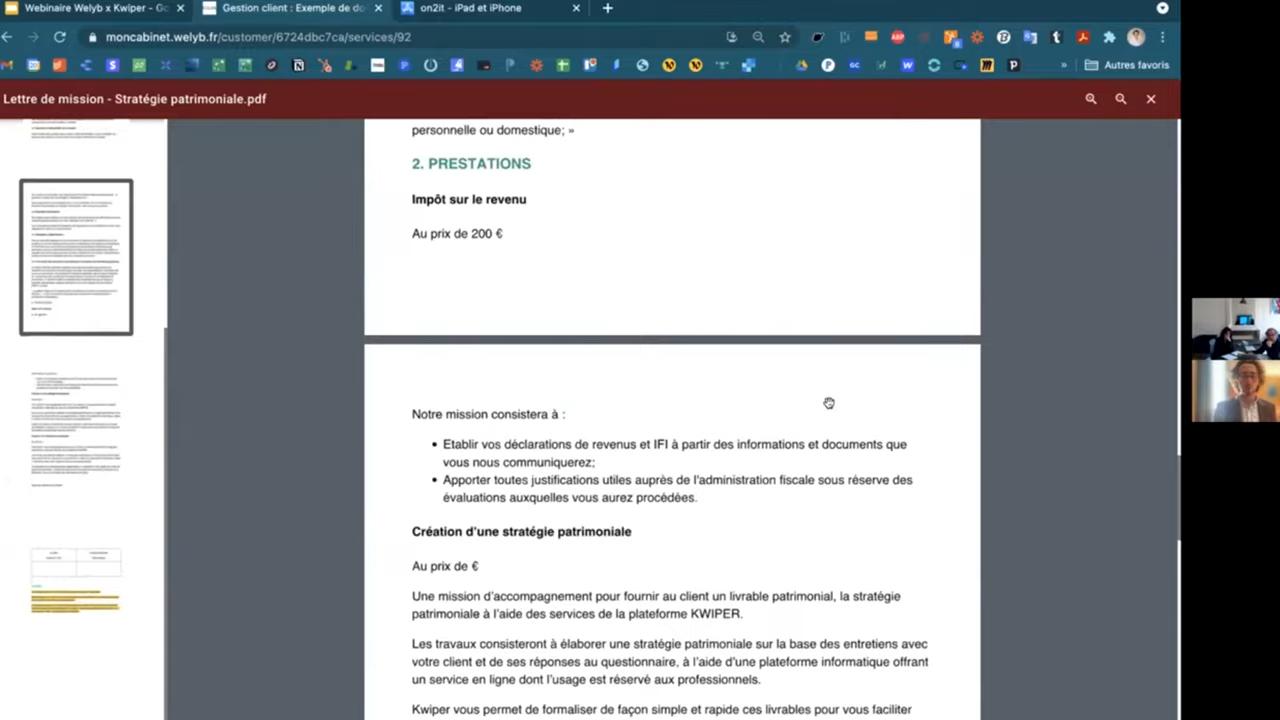 Webinaire Welyb x Kwiper - Go
Gestion client : Exemple de do
on2it - iPad et iPhone
moncabinet.welyb.fr/customer/6724dbc7ca/services/92
Autres favoris
Lettre de mission - Stratégie patrimoniale.pdf
personnelle ou domestique; »
2. PRESTATIONS
Impôt sur le revenu
Au prix de 200 €
Notre mission consistera à :
• Etablir vos déclarations de revenus et IFI à partir des informations et documents que
vous nous communiquerez;
• Apporter toutes justifications utiles auprès de l'administration fiscale sous réserve des
évaluations auxquelles vous aurez procédées.
Création d'une stratégie patrimoniale
Au prix de €
Une mission d'accompagnement pour fournir au client un livrable patrimonial, la stratégie
patrimoniale à l'aide des services de la plateforme KWIPER.
Les travaux consisteront à élaborer une stratégie patrimoniale sur la base des entretiens avec
votre client et de ses réponses au questionnaire, à l'aide d'une plateforme informatique offrant
un service en ligne dont l'usage est réservé aux professionnels.
Kwiper vous permet de formaliser de façon simple et rapide ces livrables pour vous faciliter